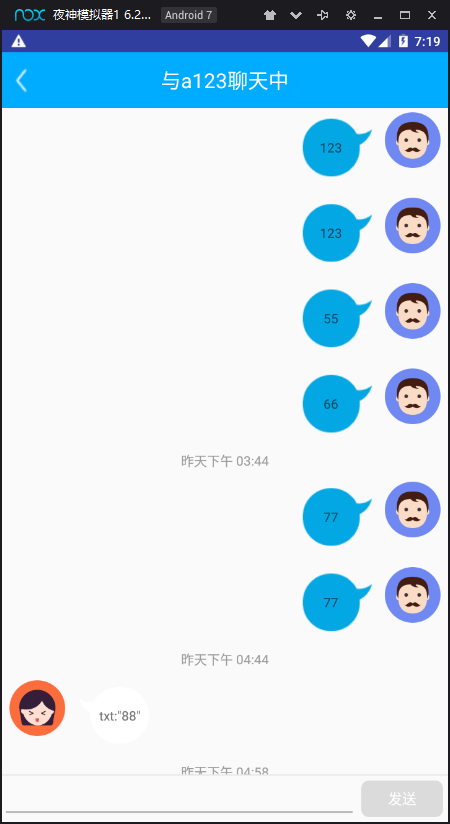 nox 夜神模拟器1 6.2... Android 7
7:19
与a123聊天中
123
123
55
66
昨天下午 03:44
77
77
昨天下午 04:44
txt:"88"
昨天下午 04:58
发送